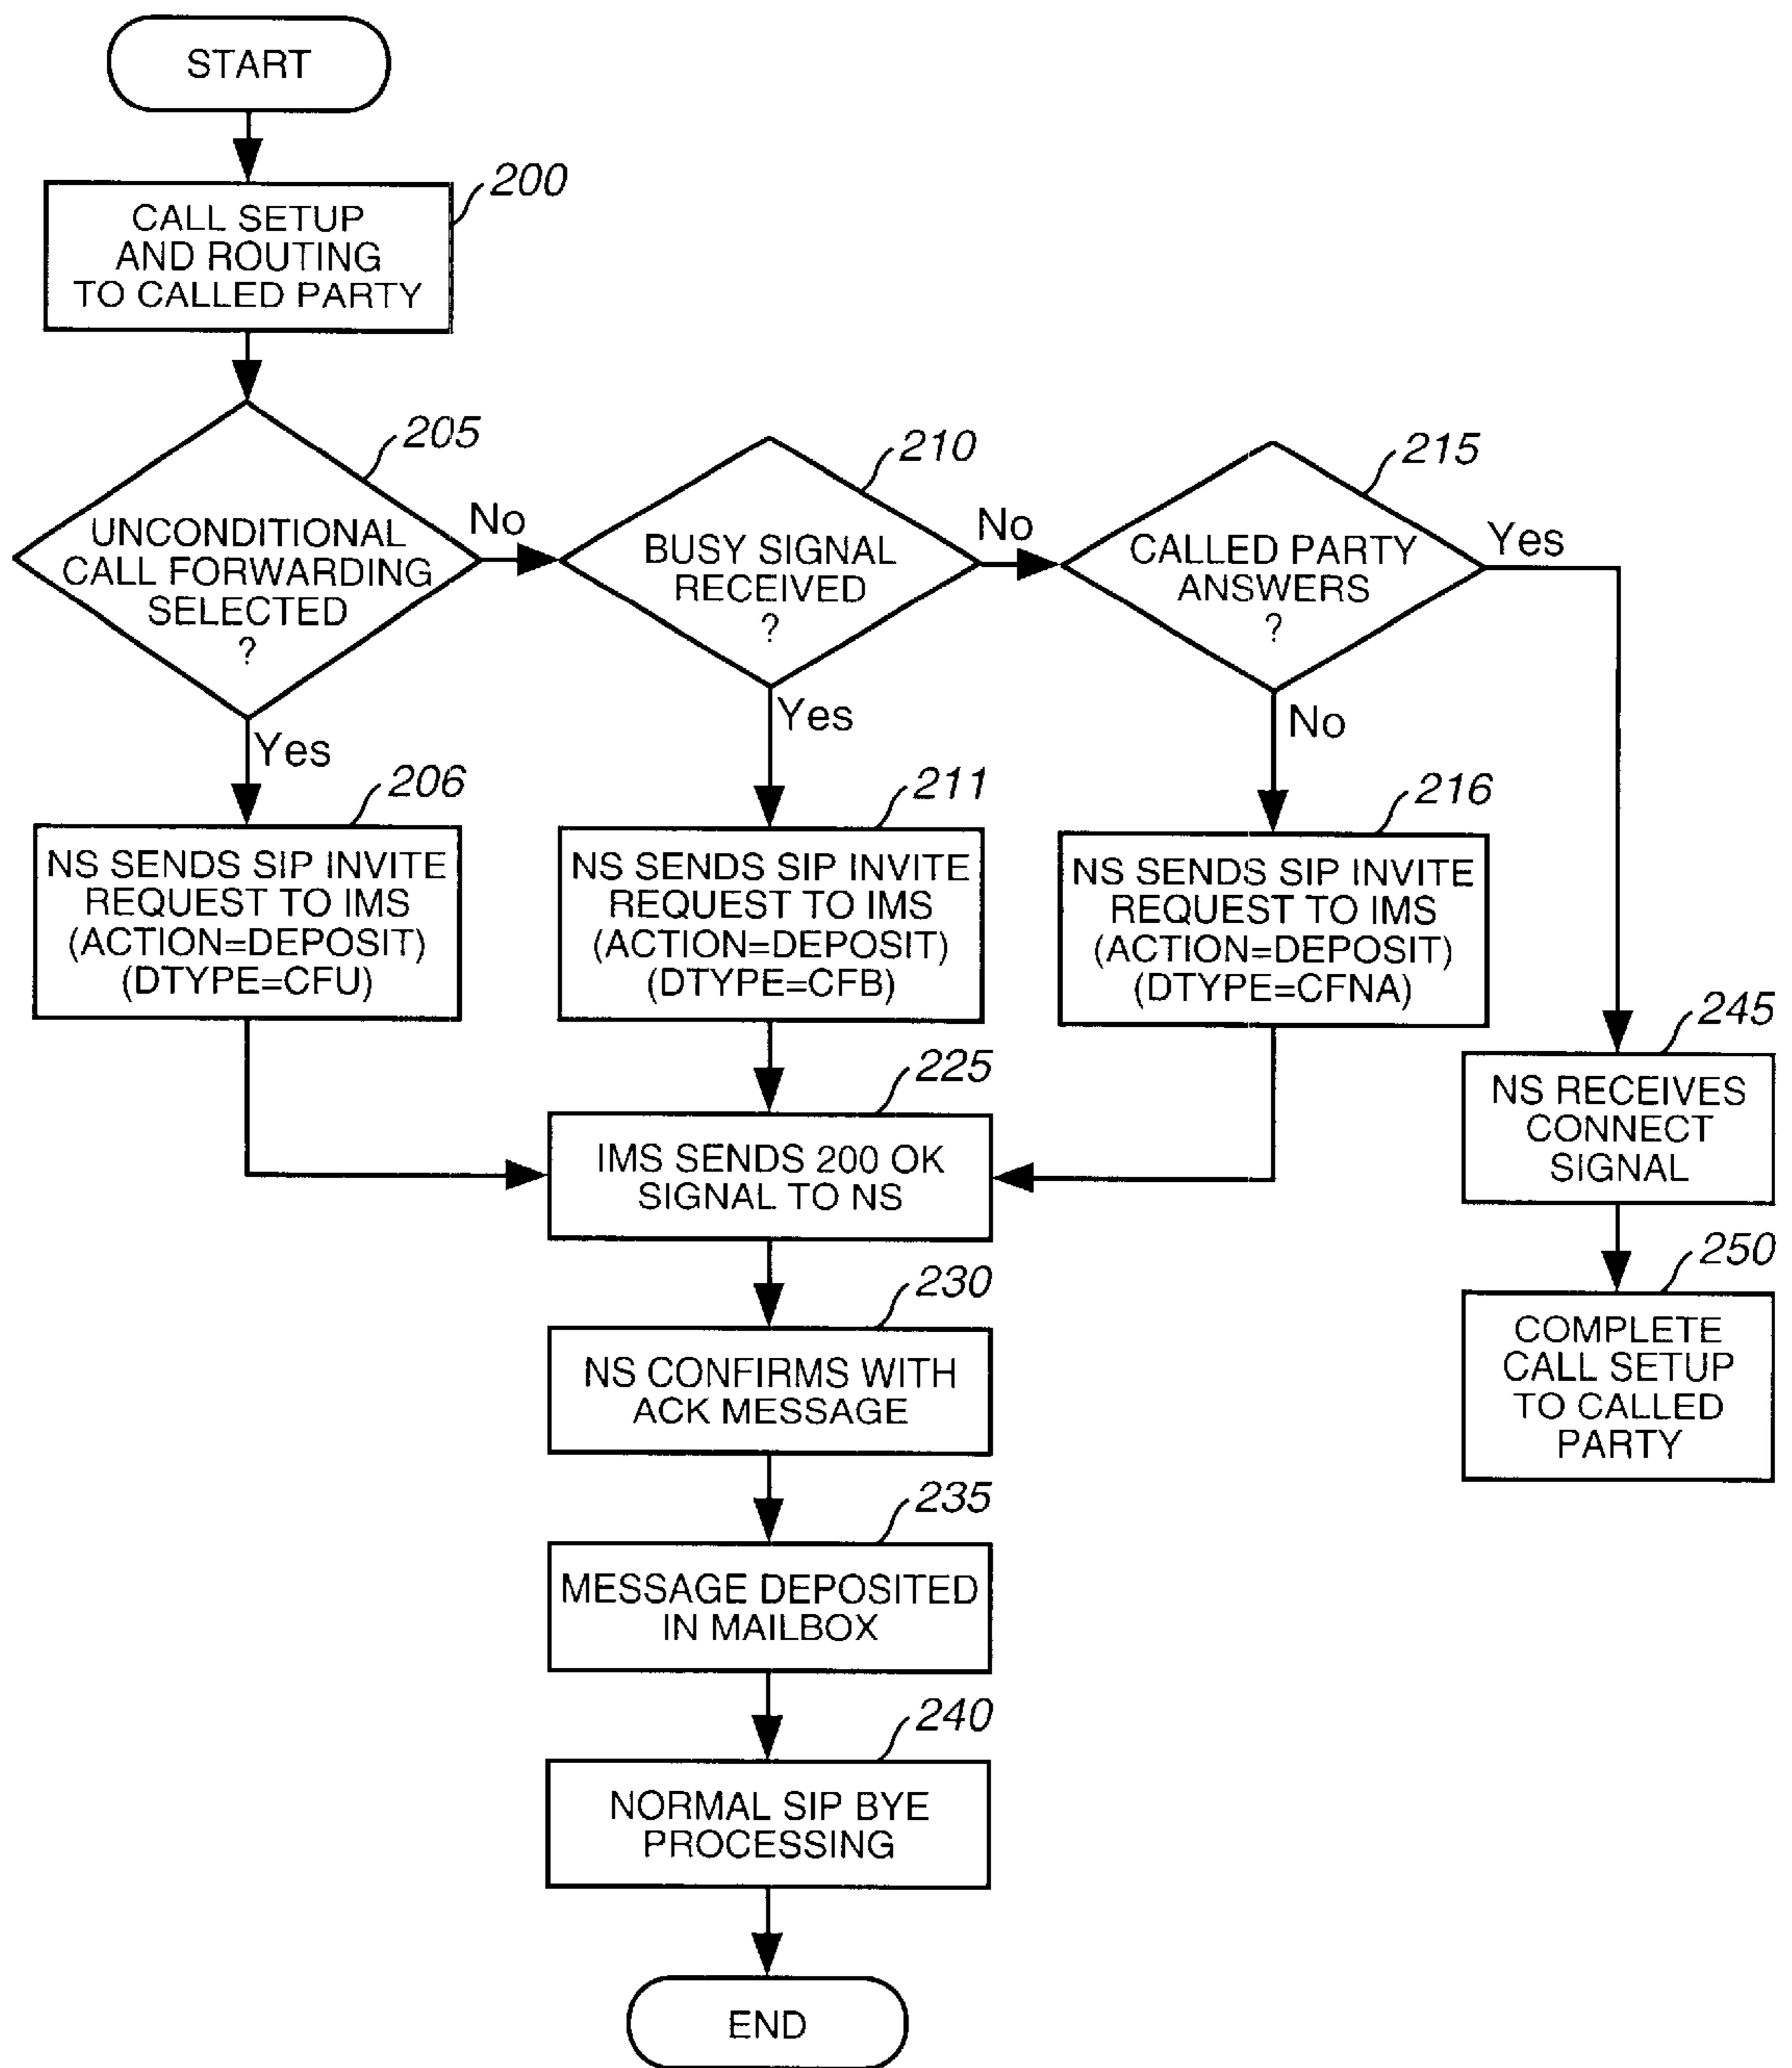 START
200
CALL SETUP
AND ROUTING
TO CALLED PARTY
205
UNCONDITIONAL
CALL FORWARDING
SELECTED
?
No
210
BUSY SIGNAL
RECEIVED
?
No
215
CALLED PARTY
ANSWERS
?
Yes
Yes
Yes
No
206
NS SENDS SIP INVITE
REQUEST TO IMS
(ACTION=DEPOSIT)
(DTYPE=CFU)
211
NS SENDS SIP INVITE
REQUEST TO IMS
(ACTION=DEPOSIT)
(DTYPE=CFB)
216
NS SENDS SIP INVITE
REQUEST TO IMS
(ACTION=DEPOSIT)
(DTYPE=CFNA)
245
NS RECEIVES
CONNECT
SIGNAL
225
IMS SENDS 200 OK
SIGNAL TO NS
250
COMPLETE
CALL SETUP
TO CALLED
PARTY
230
NS CONFIRMS WITH
ACK MESSAGE
235
MESSAGE DEPOSITED
IN MAILBOX
240
NORMAL SIP BYE
PROCESSING
END